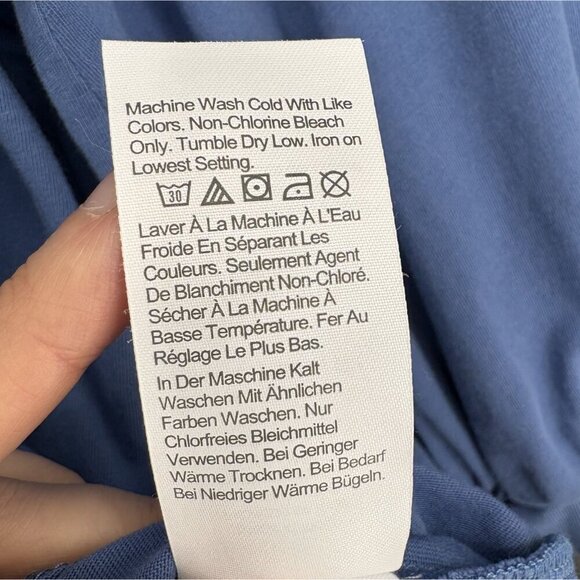 Machine Wash Cold With Like
Colors. Non-Chlorine Bleach
Only. Tumble Dry Low. Iron on
Lowest Setting.
30
Laver À La Machine À L'Eau
Froide En Séparant Les
Couleurs. Seulement Agent
De Blanchiment Non-Chloré.
Sécher À La Machine À
Basse Température. Fer Au
Réglage Le Plus Bas.
In Der Maschine Kalt
Waschen Mit Ähnlichen
Farben Waschen. Nur
Chlorfreies Bleichmittel
Verwenden. Bei Geringer
Wärme Trocknen. Bei Bedarf
Bei Niedriger Wärme Bügeln.